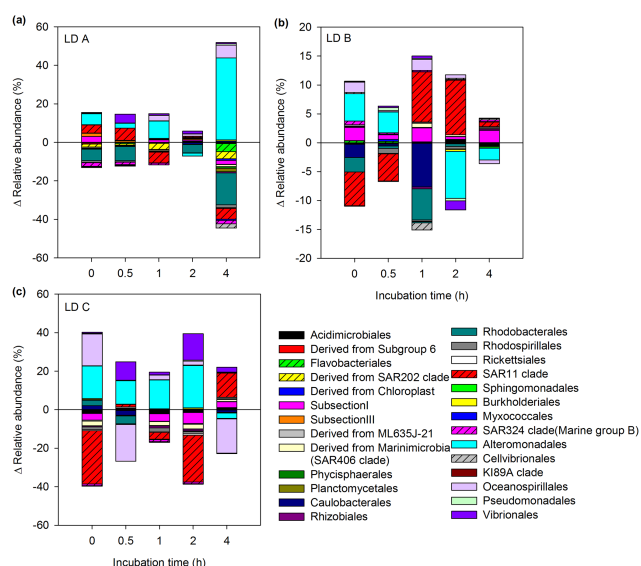 (a)
LD A
Δ Relative abundance (%)
60
40
20
0
-20
-40
-60
0 0.5 1 2 4
(b)
LD B
Δ Relative abundance (%)
20
15
10
5
0
-5
-10
-15
-20
0 0.5 1 2 4
Incubation time (h)
(c)
LD C
Δ Relative abundance (%)
60
40
20
0
-20
-40
-60
0 0.5 1 2 4
Incubation time (h)
Acidimicrobiales
Derived from Subgroup 6
Flavobacteriales
Derived from SAR202 clade
Derived from Chloroplast
SubsectionI
SubsectionIII
Derived from ML635J-21
Derived from Marinimicrobia
(SAR406 clade)
Phycisphaerales
Planctomycetales
Caulobacterales
Rhizobiales
Rhodobacterales
Rhodospirillales
Rickettsiales
SAR11 clade
Sphingomonadales
Burkholderiales
Myxococcales
SAR324 clade(Marine group B)
Alteromonadales
Cellvibrionales
KI89A clade
Oceanospirillales
Pseudomonadales
Vibrionales